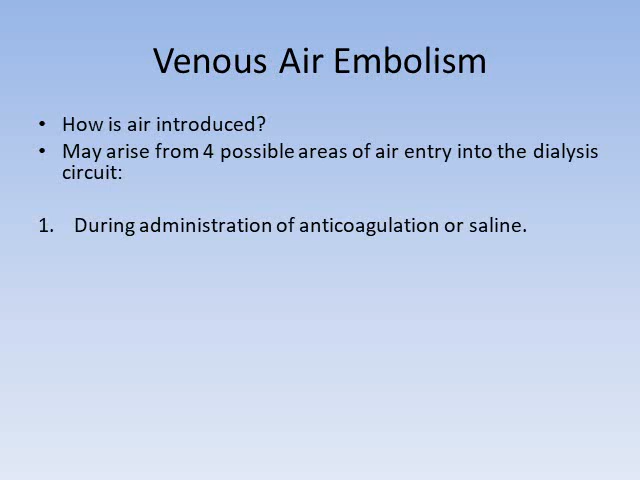 Venous Air Embolism
• How is air introduced?
• May arise from 4 possible areas of air entry into the dialysis
circuit:
1. During administration of anticoagulation or saline.